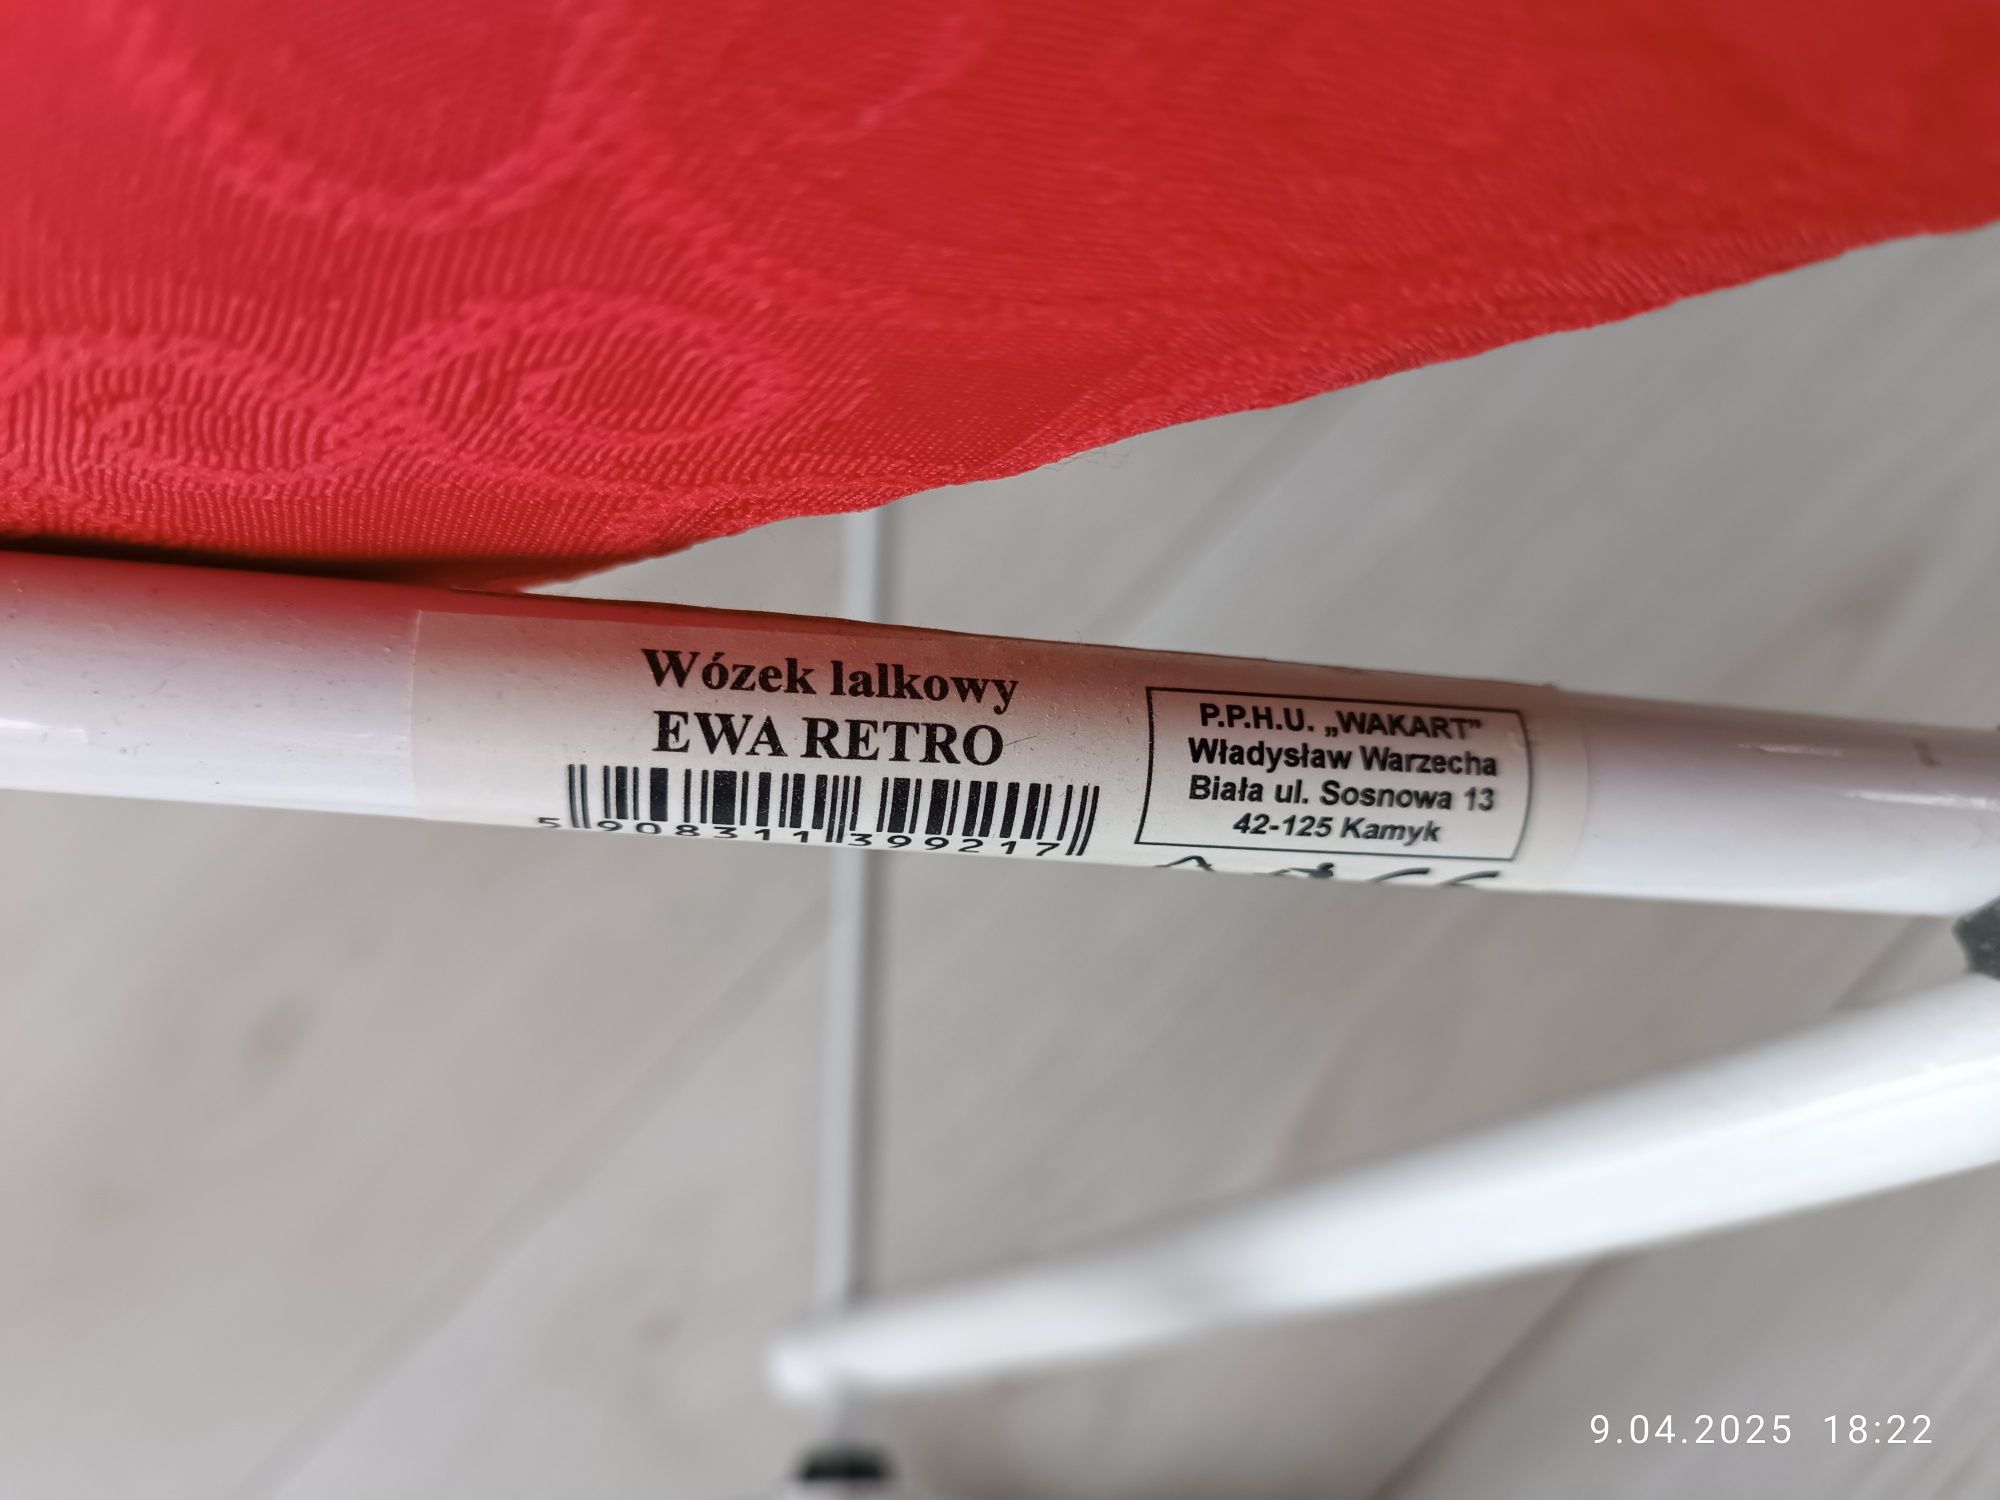 Wózek lalkowy
EWA RETRO
5 908311 399217
P.P.H.U. „WAKART”
Władysław Warzecha
Biała ul. Sosnowa 13
42-125 Kamyk
9.04.2025 18:22